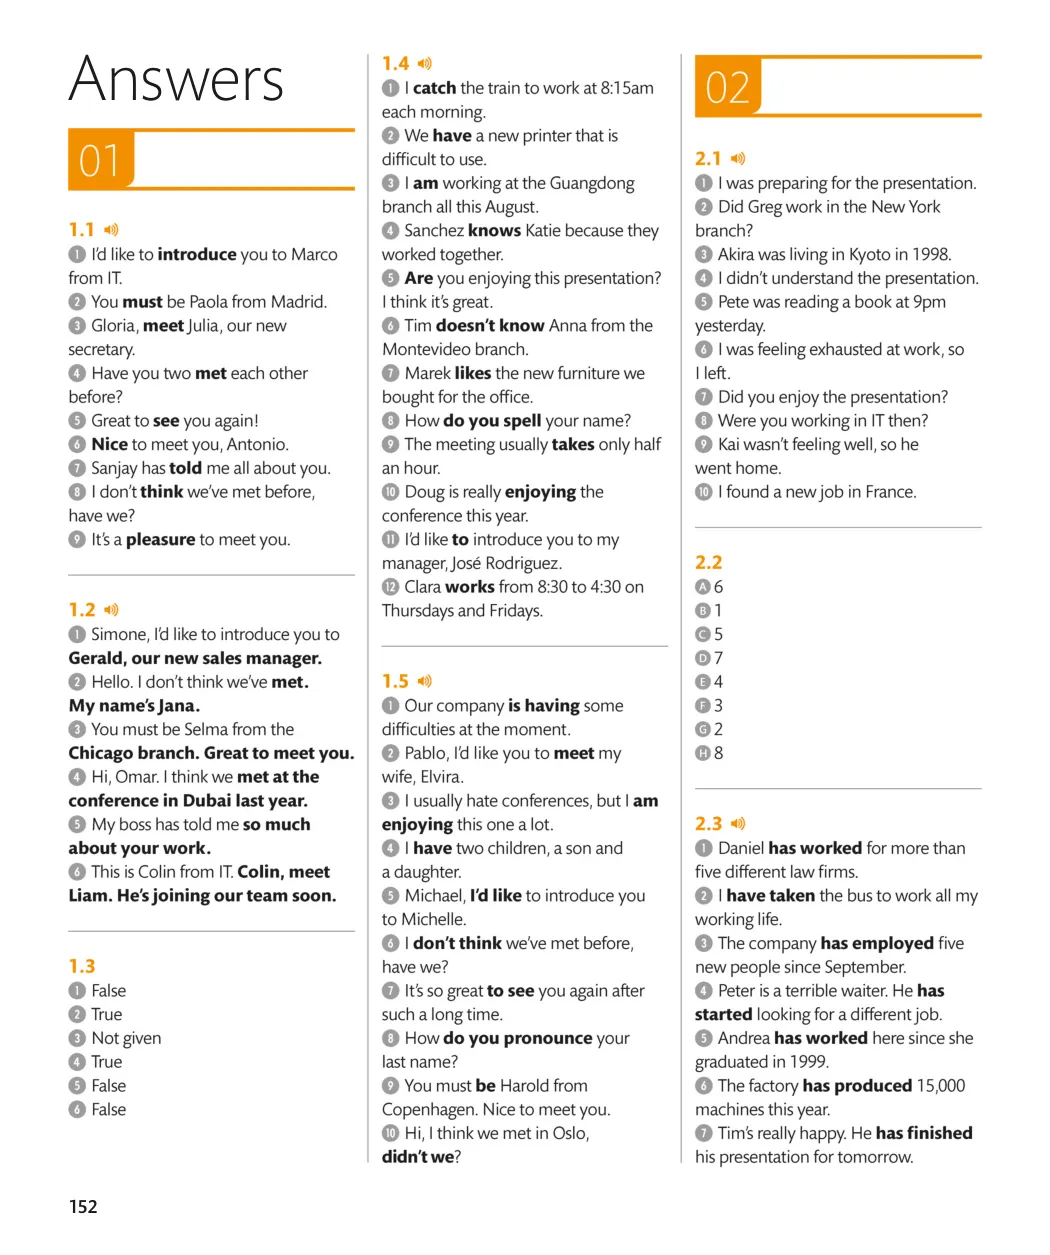 Answers
01
1.1
1 I'd like to introduce you to Marco
from IT.
2 You must be Paola from Madrid.
3 Gloria, meet Julia, our new
secretary.
4 Have you two met each other
before?
5 Great to see you again!
6 Nice to meet you, Antonio.
7 Sanjay has told me all about you.
8 I don't think we've met before,
have we?
9 It's a pleasure to meet you.
1.2
1 Simone, I'd like to introduce you to
Gerald, our new sales manager.
2 Hello. I don't think we've met.
My name's Jana.
3 You must be Selma from the
Chicago branch. Great to meet you.
4 Hi, Omar. I think we met at the
conference in Dubai last year.
5 My boss has told me so much
about your work.
6 This is Colin from IT. Colin, meet
Liam. He's joining our team soon.
1.3
1 False
2 True
3 Not given
4 True
5 False
6 False
1.4
1 I catch the train to work at 8:15am
each morning.
2 We have a new printer that is
difficult to use.
3 I am working at the Guangdong
branch all this August.
4 Sanchez knows Katie because they
worked together.
5 Are you enjoying this presentation?
I think it's great.
6 Tim doesn't know Anna from the
Montevideo branch.
7 Marek likes the new furniture we
bought for the office.
8 How do you spell your name?
9 The meeting usually takes only half
an hour.
10 Doug is really enjoying the
conference this year.
11 I'd like to introduce you to my
manager, José Rodriguez.
12 Clara works from 8:30 to 4:30 on
Thursdays and Fridays.
1.5
1 Our company is having some
difficulties at the moment.
2 Pablo, I'd like you to meet my
wife, Elvira.
3 I usually hate conferences, but I am
enjoying this one a lot.
4 I have two children, a son and
a daughter.
5 Michael, I'd like to introduce you
to Michelle.
6 I don't think we've met before,
have we?
7 It's so great to see you again after
such a long time.
8 How do you pronounce your
last name?
9 You must be Harold from
Copenhagen. Nice to meet you.
10 Hi, I think we met in Oslo,
didn't we?
02
2.1
1 I was preparing for the presentation.
2 Did Greg work in the New York
branch?
3 Akira was living in Kyoto in 1998.
4 I didn't understand the presentation.
5 Pete was reading a book at 9pm
yesterday.
6 I was feeling exhausted at work, so
I left.
7 Did you enjoy the presentation?
8 Were you working in IT then?
9 Kai wasn't feeling well, so he
went home.
10 I found a new job in France.
2.2
A 6
B 1
C 5
D 7
E 4
F 3
G 2
H 8
2.3
1 Daniel has worked for more than
five different law firms.
2 I have taken the bus to work all my
working life.
3 The company has employed five
new people since September.
4 Peter is a terrible waiter. He has
started looking for a different job.
5 Andrea has worked here since she
graduated in 1999.
6 The factory has produced 15,000
machines this year.
7 Tim's really happy. He has finished
his presentation for tomorrow.
152